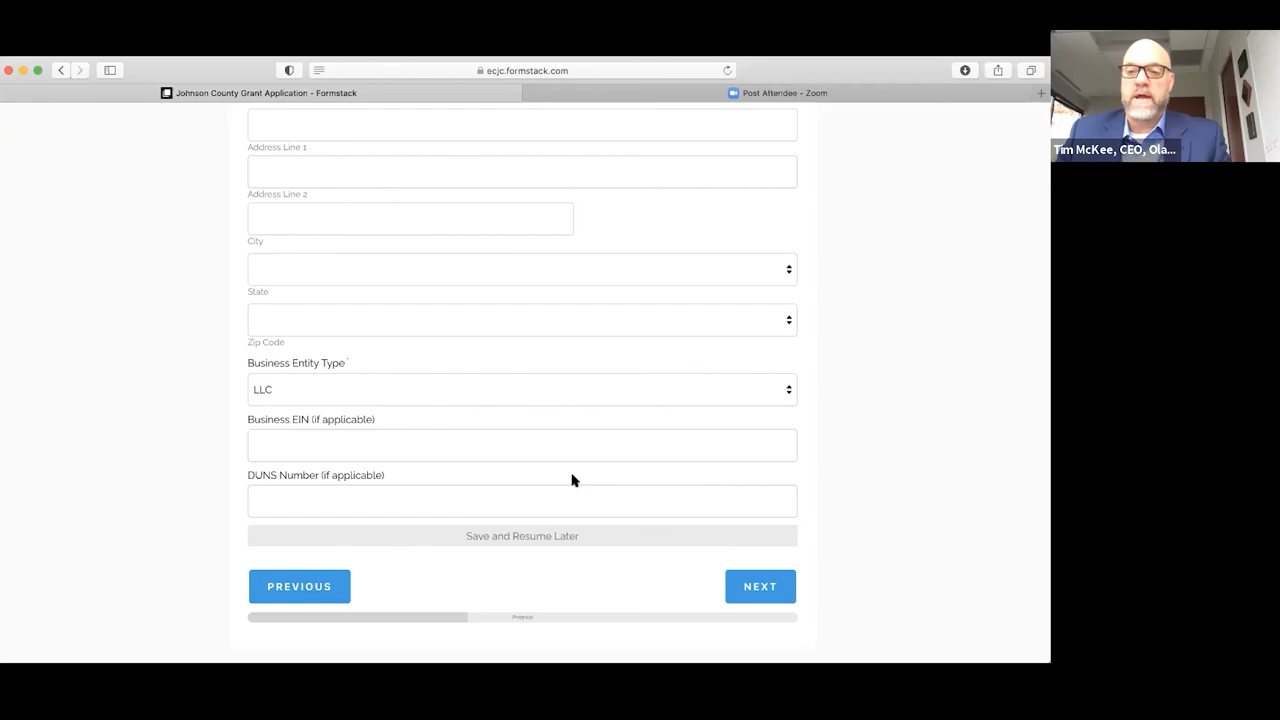 ecjc.formstack.com
Johnson County Grant Application - Formstack
Post Attendee - Zoom
Address Line 1
Address Line 2
City
State
Zip Code
Business Entity Type*
LLC
Business EIN (if applicable)
DUNS Number (if applicable)
Save and Resume Later
PREVIOUS
NEXT
Progress
Tim McKee, CEO, Ola...